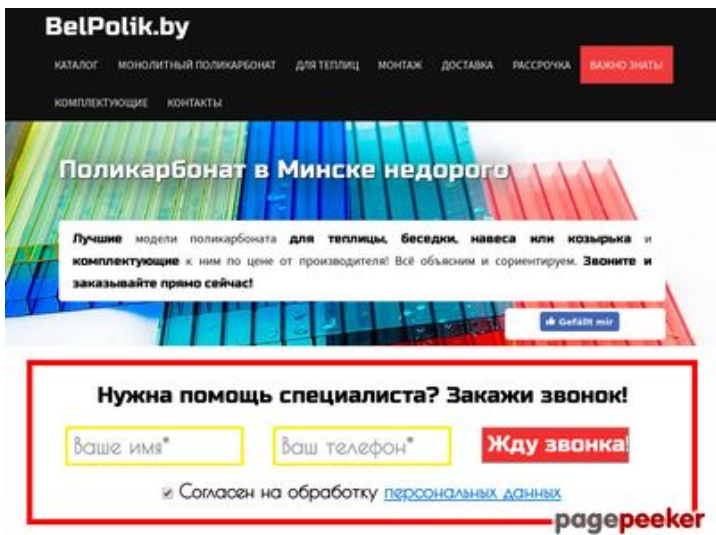 BelPolik.by
КАТАЛОГ МОНОЛИТНЫЙ ПОЛИКАРБОНАТ ДЛЯ ТЕПЛИЦ МОНТАЖ ДОСТАВКА РАССРОЧКА ВАЖНО ЗНАТЬ!
КОМПЛЕКТУЮЩИЕ КОНТАКТЫ
Поликарбонат в Минске недорого
Лучшие модели поликарбоната для теплицы, беседки, навеса или козырька и
комплектующие к ним по цене от производителя! Всё объясним и сориентируем. Звоните и
заказывайте прямо сейчас!
Gefällt mir
Нужна помощь специалиста? Закажи звонок!
Ваше имя* Ваш телефон* Жду звонка!
Согласен на обработку персональных данных
pagepeeker